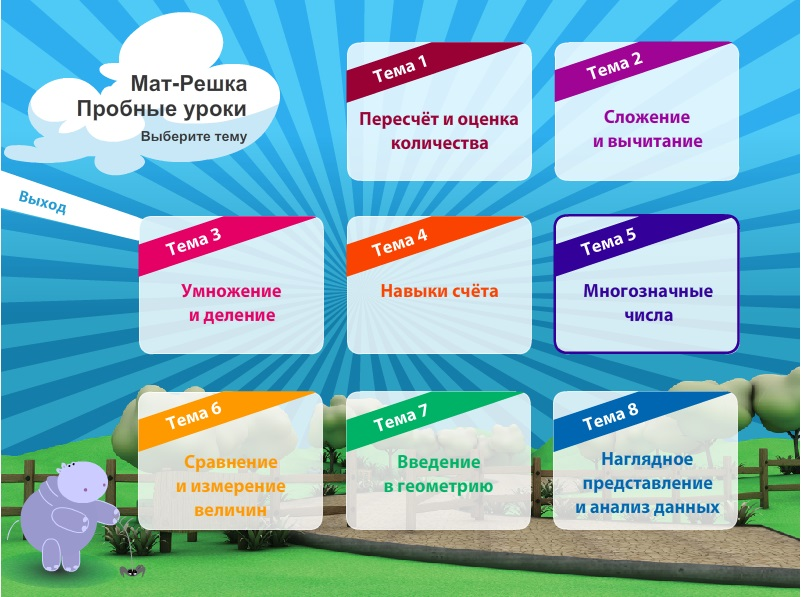 Мат-Решка
Пробные уроки
Выберите тему
Выход
Тема 1
Пересчёт и оценка
количества
Тема 2
Сложение
и вычитание
Тема 3
Умножение
и деление
Тема 4
Навыки счёта
Тема 5
Многозначные
числа
Тема 6
Сравнение
и измерение
величин
Тема 7
Введение
в геометрию
Тема 8
Наглядное
представление
и анализ данных